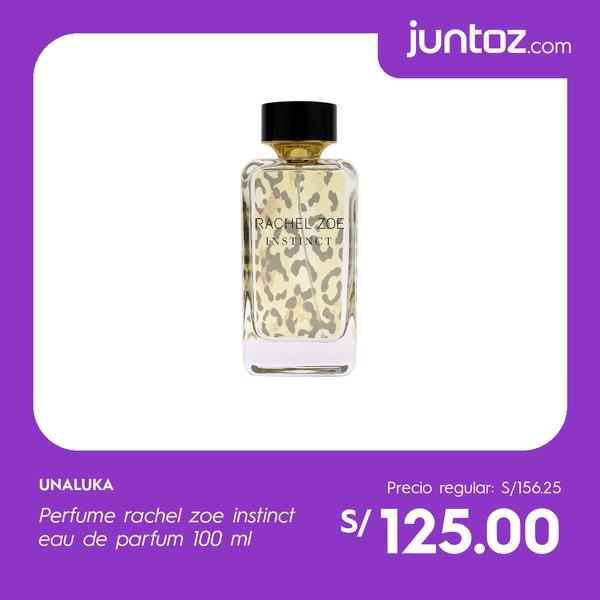 juntoz.com
RACHEL ZOE
INSTINCT
UNALUKA
Perfume rachel zoe instinct
eau de parfum 100 ml
Precio regular: S/156.25
S/125.00